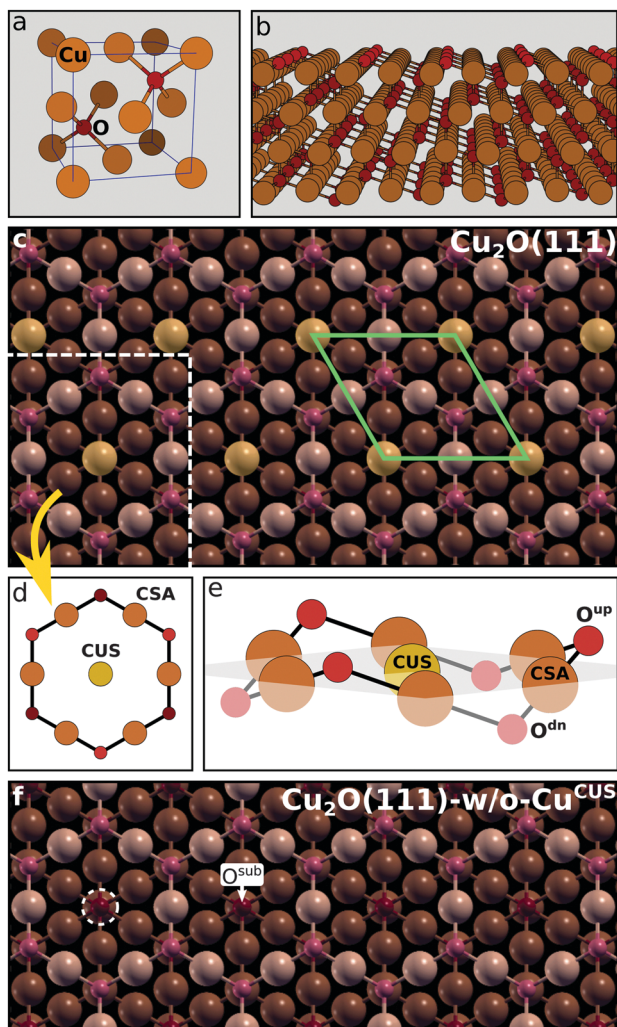 a
Cu
O
b
c
Cu₂O(111)
d
CSA
CUS
e
Oᵘᵖ
CUS
CSA
Oᵈⁿ
f
Cu₂O(111)-w/o-Cuᶜᵁˢ
Oˢᵘᵇ